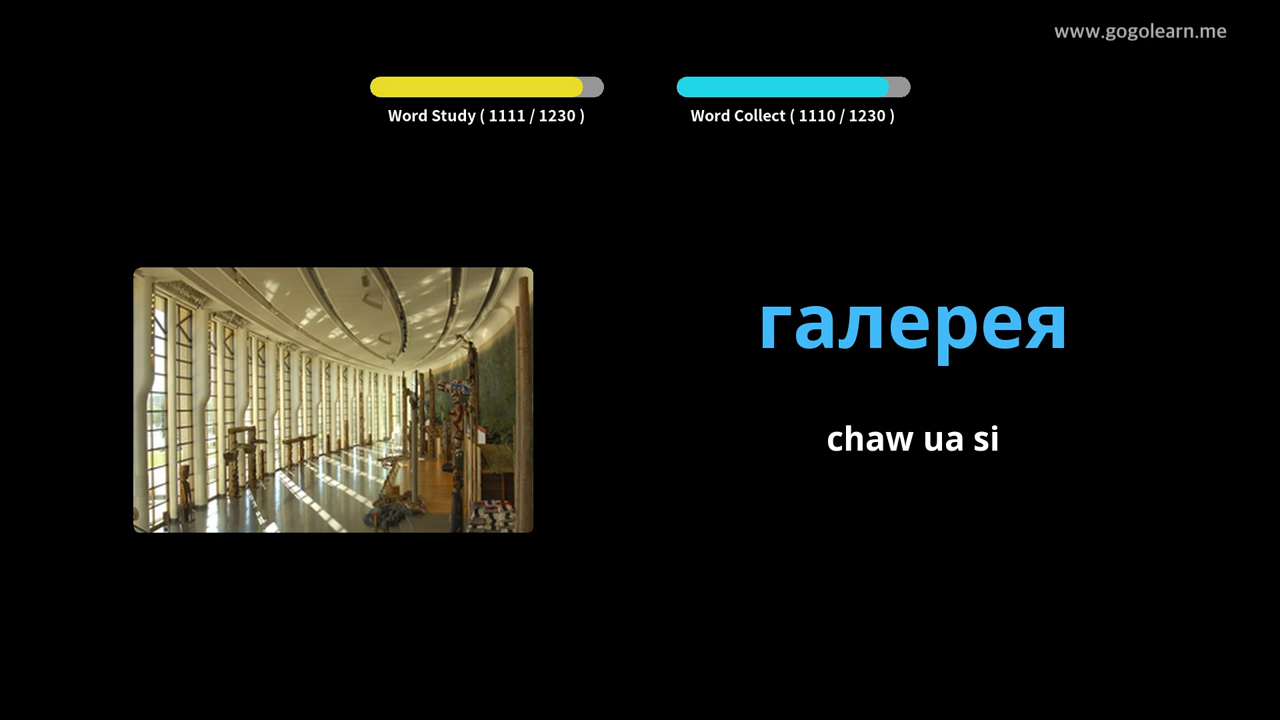 www.gogolearn.me
Word Study ( 1111 / 1230 )
Word Collect ( 1110 / 1230 )
галерея
chaw ua si